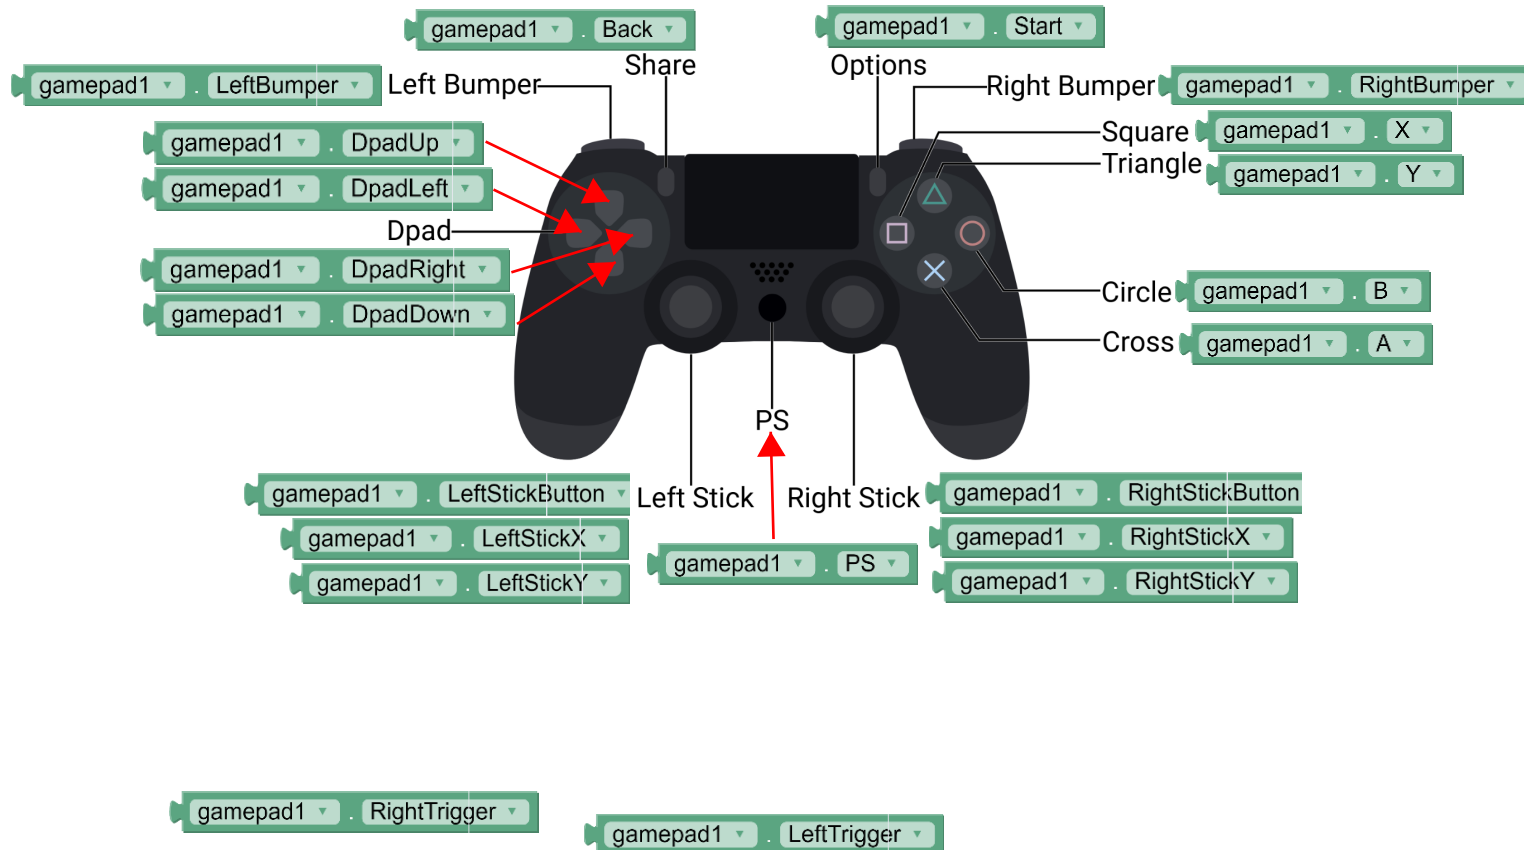 gamepad1 . Back
gamepad1 . Start
Share
Options
gamepad1 . LeftBumper
Left Bumper
Right Bumper
gamepad1 . RightBumper
gamepad1 . DpadUp
Square
gamepad1 . X
Triangle
gamepad1 . Y
gamepad1 . DpadLeft
Dpad
gamepad1 . DpadRight
Circle
gamepad1 . B
gamepad1 . DpadDown
Cross
gamepad1 . A
PS
gamepad1 . LeftStickButton
Left Stick
Right Stick
gamepad1 . RightStickButton
gamepad1 . LeftStickX
gamepad1 . RightStickX
gamepad1 . PS
gamepad1 . LeftStickY
gamepad1 . RightStickY
gamepad1 . RightTrigger
gamepad1 . LeftTrigger